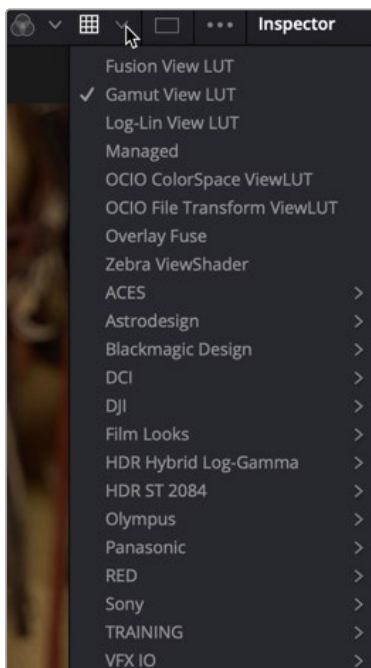 Inspector
Fusion View LUT
Gamut View LUT
Log-Lin View LUT
Managed
OCIO ColorSpace ViewLUT
OCIO File Transform ViewLUT
Overlay Fuse
Zebra ViewShader
ACES
Astrodesign
Blackmagic Design
DCI
DJI
Film Looks
HDR Hybrid Log-Gamma
HDR ST 2084
Olympus
Panasonic
RED
Sony
TRAINING
VFX IO